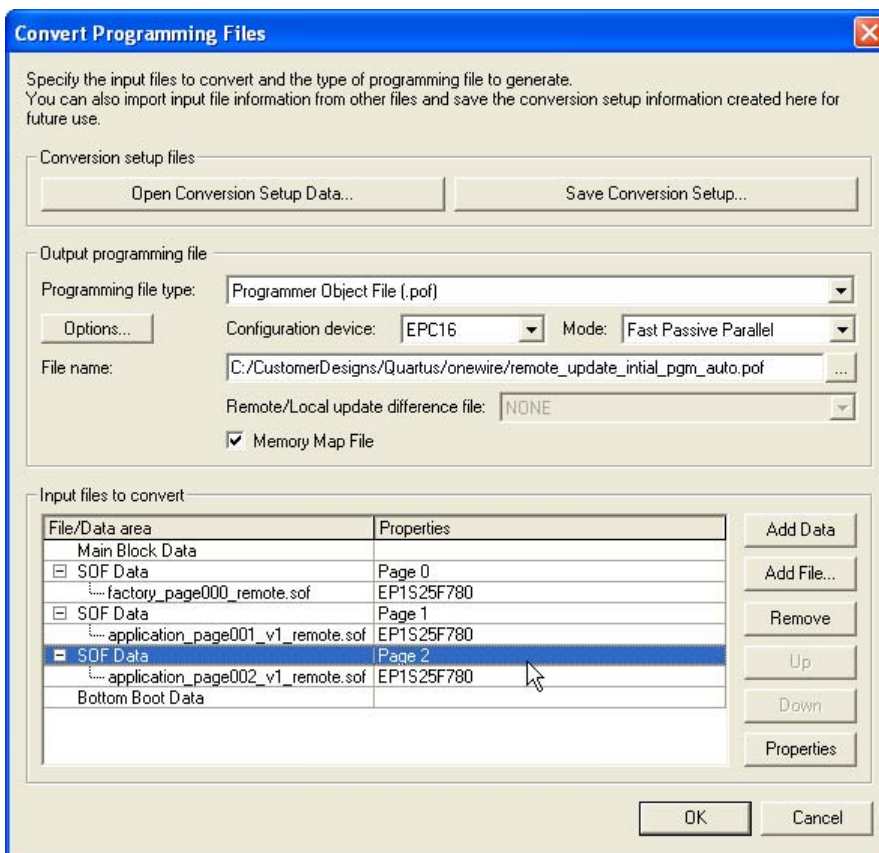 Convert Programming Files
Specify the input files to convert and the type of programming file to generate.
You can also import input file information from other files and save the conversion setup information created here for
future use.
Conversion setup files
Open Conversion Setup Data... Save Conversion Setup...
Output programming file
Programming file type: Programmer Object File (.pof)
Options... Configuration device: EPC16 Mode: Fast Passive Parallel
File name: C:/CustomerDesigns/Quartus/onewire/remote_update_intial_pgm_auto.pof ...
Remote/Local update difference file: NONE
Memory Map File
Input files to convert
File/Data area Properties Add Data
Main Block Data
SOF Data Page 0
factory_page000_remote.sof EP1S25F780 Add File...
SOF Data Page 1
application_page001_v1_remote.sof EP1S25F780 Remove
SOF Data Page 2
application_page002_v1_remote.sof EP1S25F780 Up
Bottom Boot Data
Down
Properties
OK Cancel